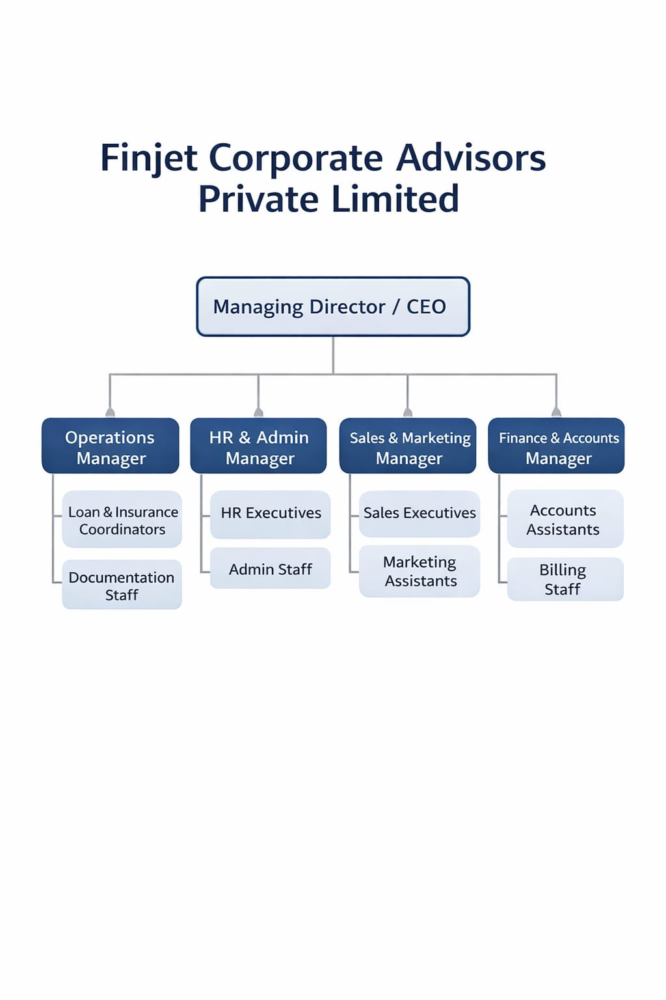 Finjet Corporate Advisors
Private Limited
Managing Director / CEO
Operations
Manager
HR & Admin
Manager
Sales & Marketing
Manager
Finance & Accounts
Manager
Loan & Insurance
Coordinators
Documentation
Staff
HR Executives
Admin Staff
Sales Executives
Marketing
Assistants
Accounts
Assistants
Billing
Staff